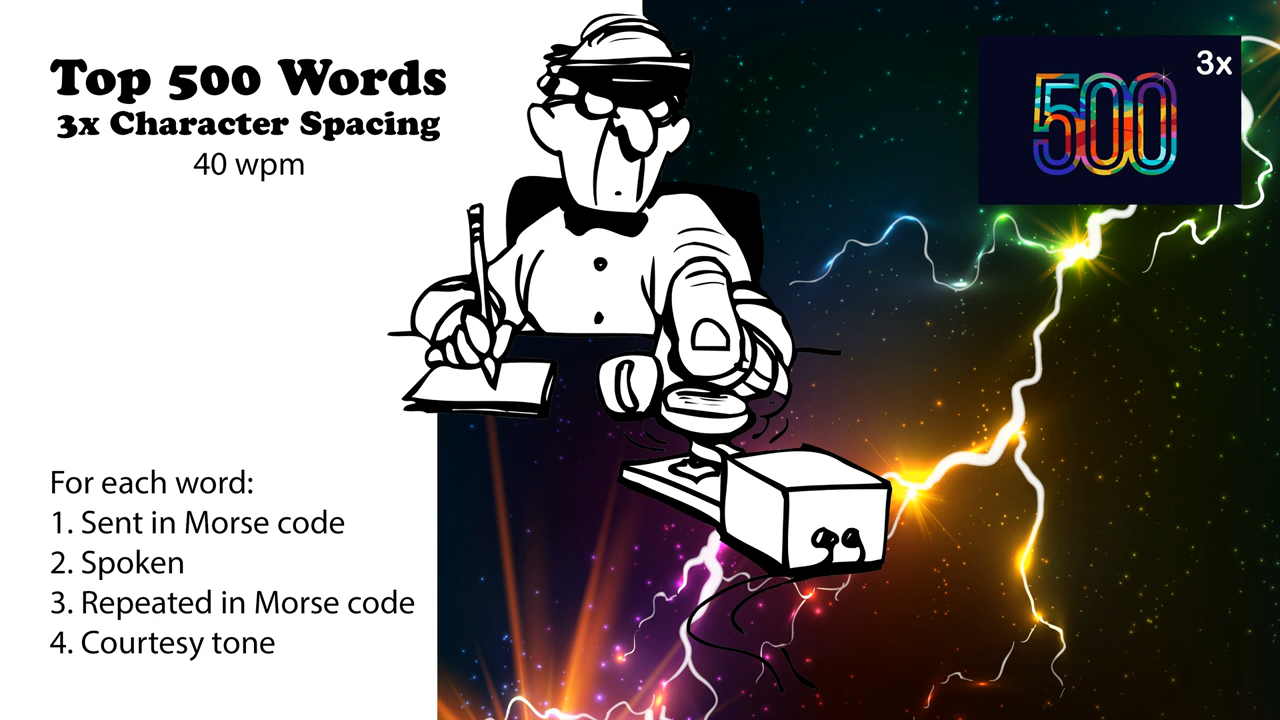 Top 500 Words
3x Character Spacing
40 wpm
3x
500
For each word:
1. Sent in Morse code
2. Spoken
3. Repeated in Morse code
4. Courtesy tone